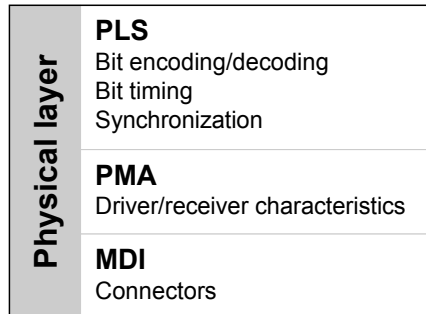 Physical layer
PLS
Bit encoding/decoding
Bit timing
Synchronization
PMA
Driver/receiver characteristics
MDI
Connectors